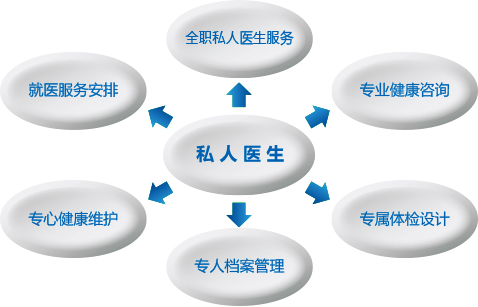 全职私人医生服务
就医服务安排
专业健康咨询
私人医生
专心健康维护
专属体检设计
专人档案管理